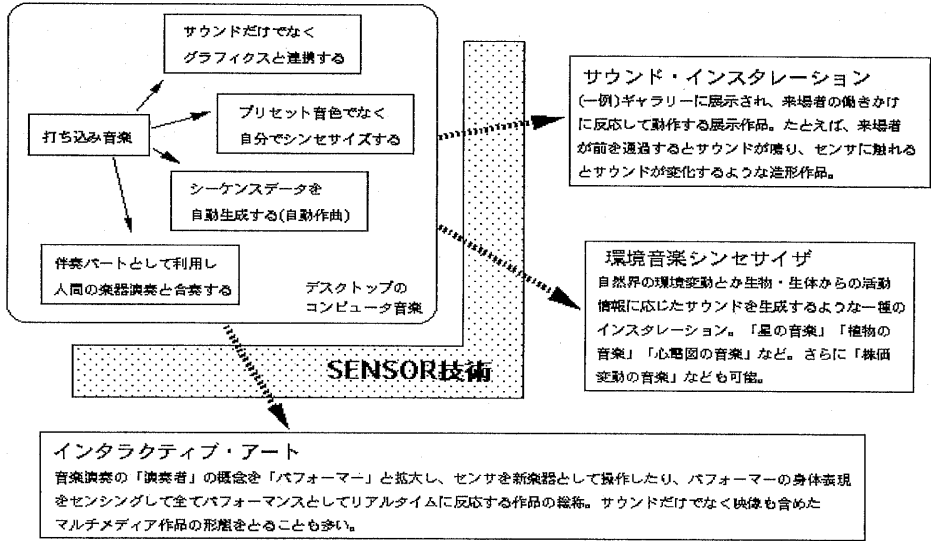 サウンドだけでなく
グラフィクスと連携する
プリセット音色でなく
自分でシンセサイズする
打ち込み音楽
シーケンスデータを
自動生成する(自動作曲)
伴奏パートとして利用し
人間の楽器演奏と合奏する
デスクトップの
コンピュータ音楽
SENSOR技術
サウンド・インスタレーション
(一例)ギャラリーに展示され、来場者の働きかけ
に反応して動作する展示作品。たとえば、来場者
が前を通過するとサウンドが鳴り、センサに触れる
とサウンドが変化するような造形作品。
環境音楽シンセサイザ
自然界の環境変動とか生物・生体からの活動
情報に応じたサウンドを生成するような一種の
インスタレーション。「星の音楽」「植物の
音楽」「心電図の音楽」など。さらに「株価
変動の音楽」なども可能。
インタラクティブ・アート
音楽演奏の「演奏者」の概念を「パフォーマー」と拡大し、センサを新楽器として操作したり、パフォーマーの身体表現
をセンシングして全てパフォーマンスとしてリアルタイムに反応する作品の総称。サウンドだけでなく映像も含めた
マルチメディア作品の形態をとることも多い。